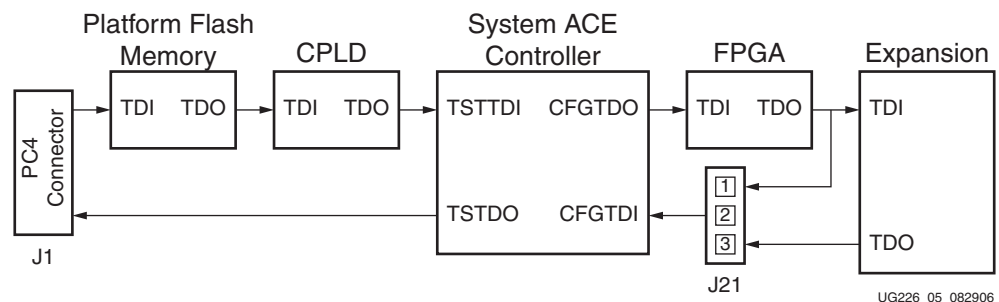 Platform Flash
Memory
CPLD
System ACE
Controller
FPGA
Expansion
PC4
Connector
J1
TDI TDO
TDI TDO
TSTTDI CFGTDO
TSTDO CFGTDI
TDI TDO
TDI
TDO
1
2
3
J21
UG226_05_082906